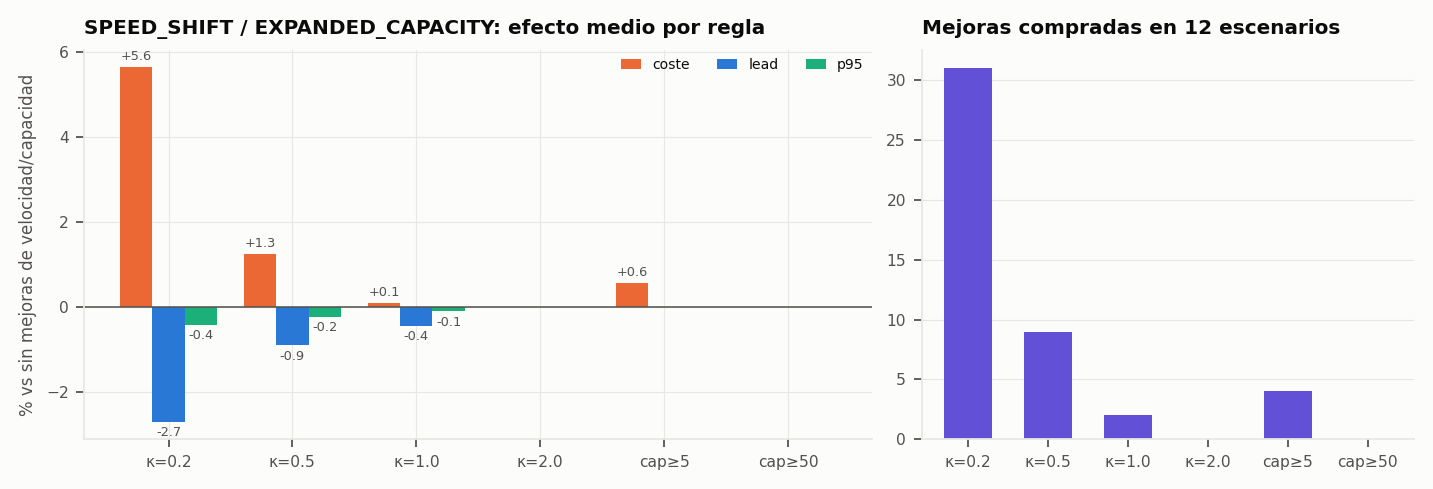 SPEED_SHIFT / EXPANDED_CAPACITY: efecto medio por regla
% vs sin mejoras de velocidad/capacidad
6
4
2
0
−2
coste
lead
p95
+5.6
-2.7
-0.4
+1.3
-0.9
-0.2
+0.1
-0.4
-0.1
+0.6
κ=0.2
κ=0.5
κ=1.0
κ=2.0
cap≥5
cap≥50
Mejoras compradas en 12 escenarios
30
25
20
15
10
5
0
κ=0.2
κ=0.5
κ=1.0
κ=2.0
cap≥5
cap≥50